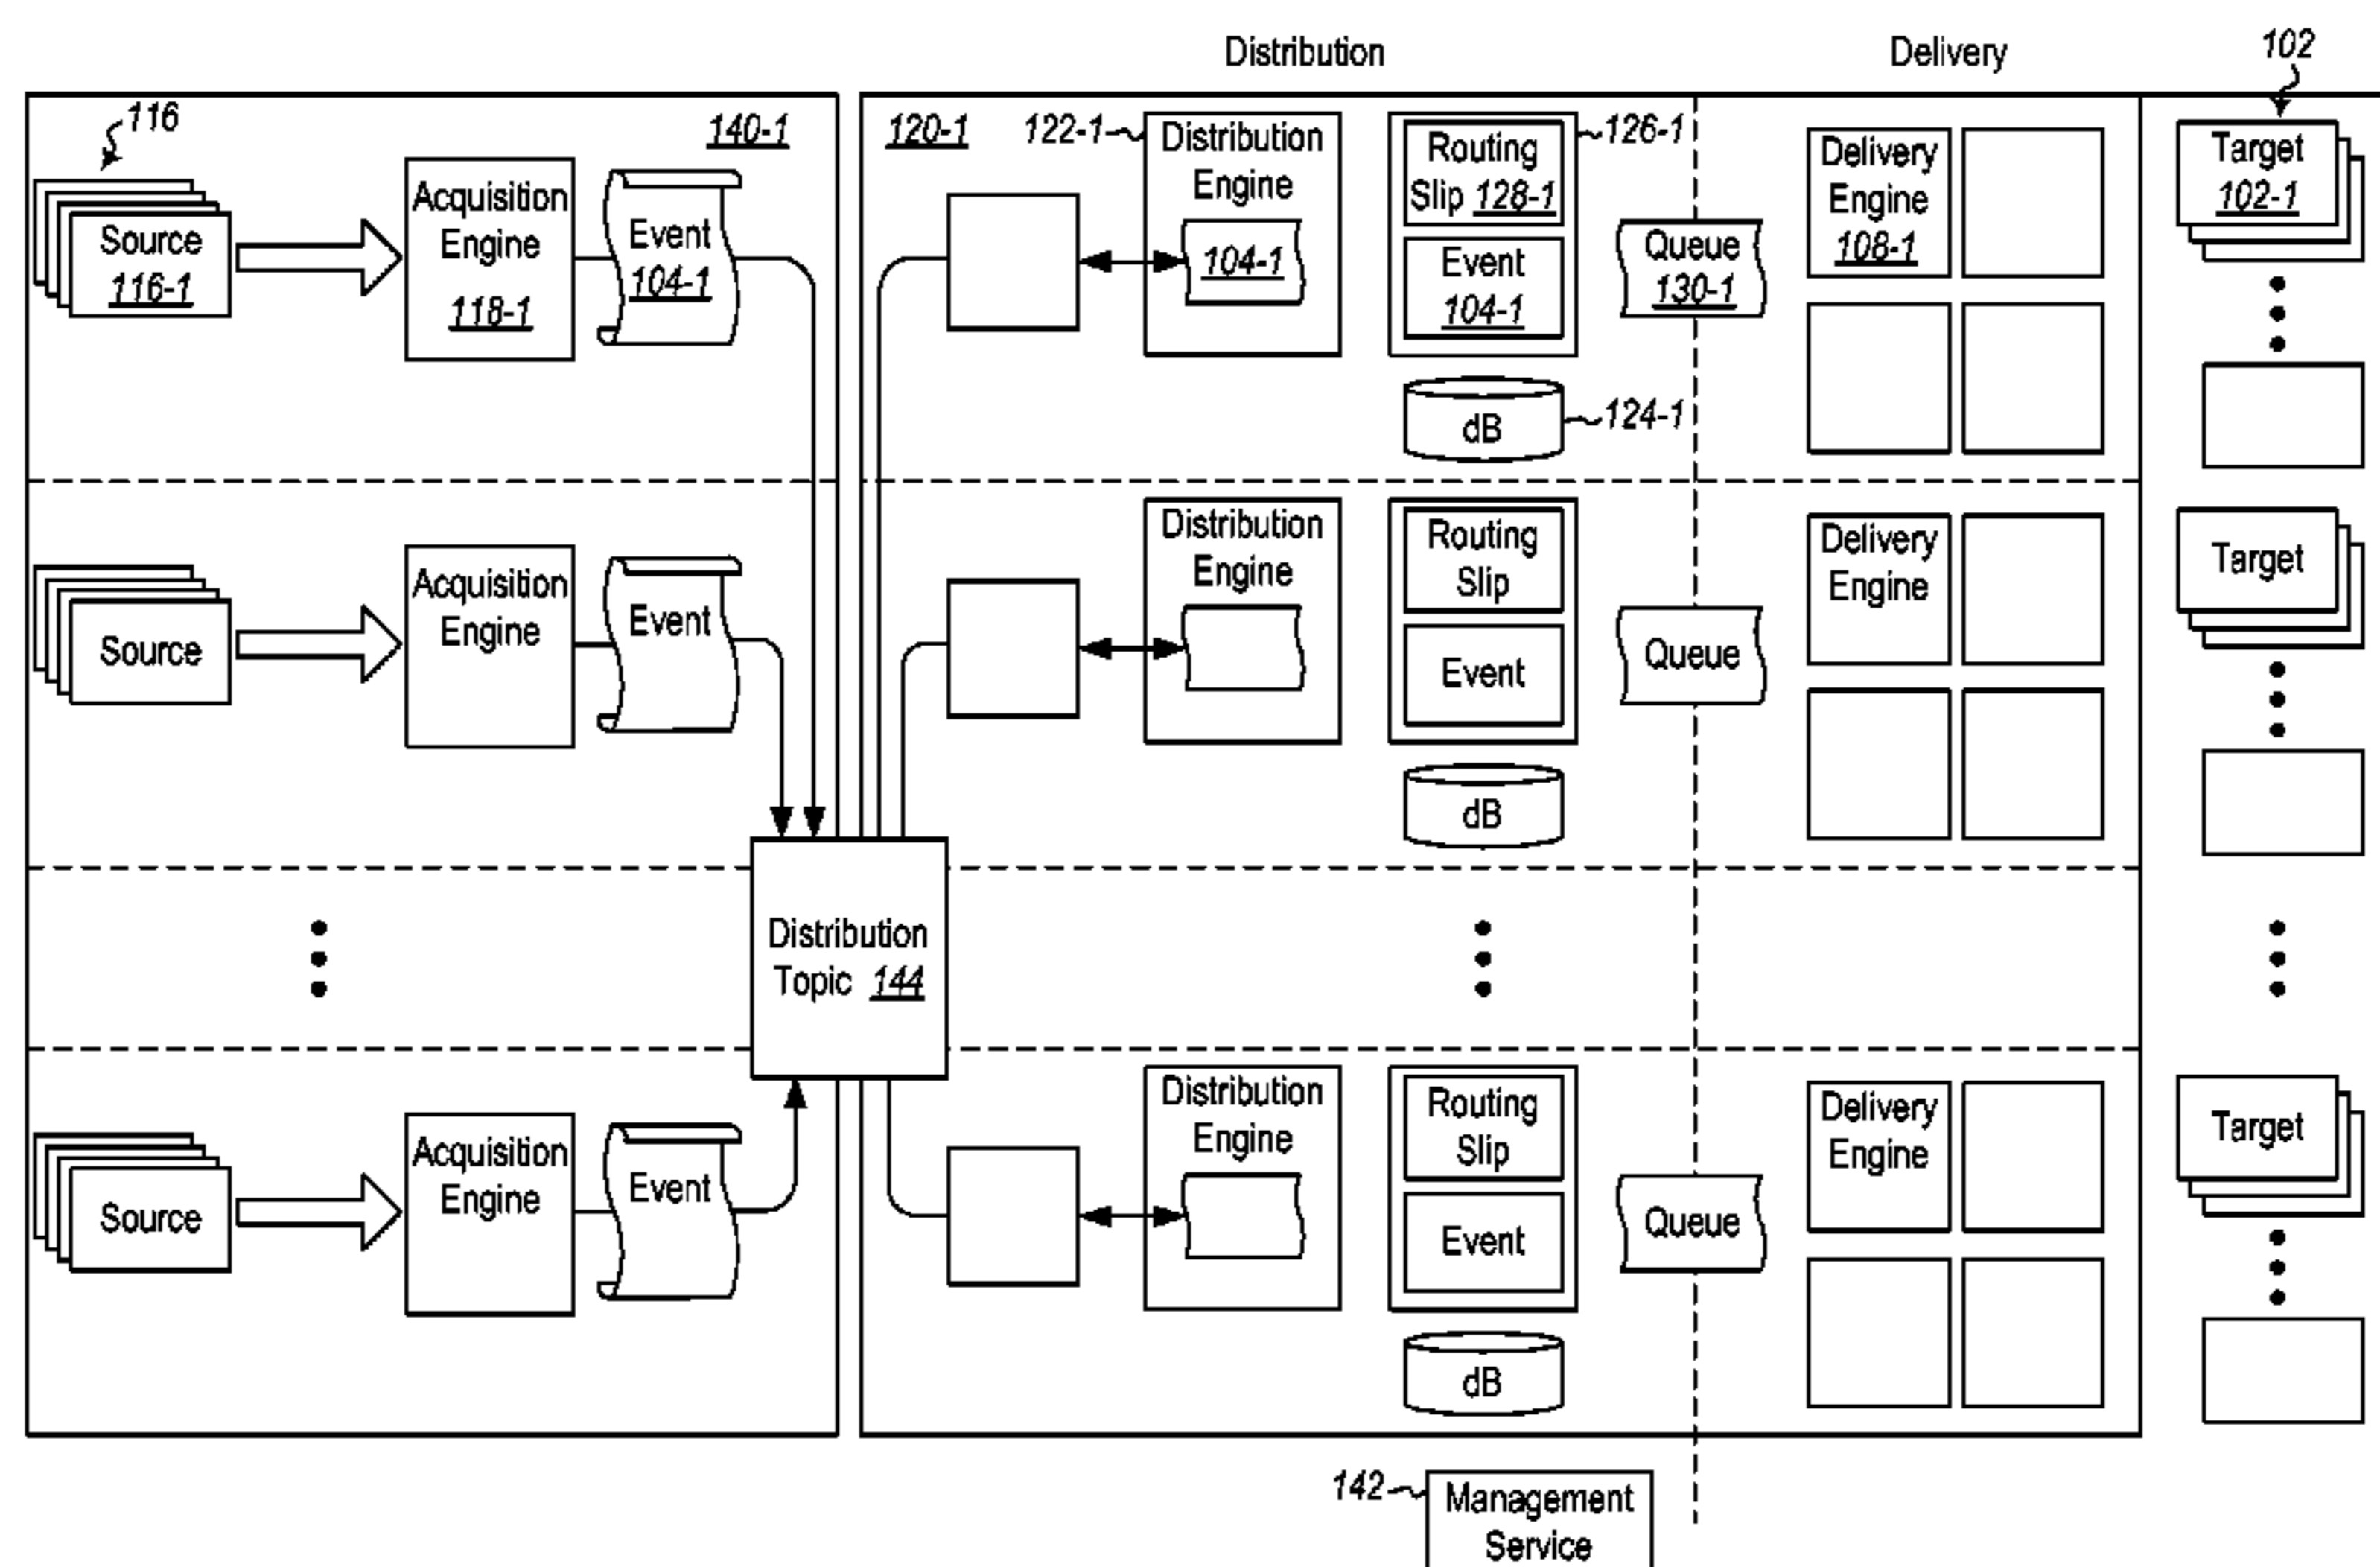 Distribution
Delivery
102
116
140-1
120-1
122-1
Distribution
Engine
104-1
Routing
Slip 128-1
Event
104-1
126-1
dB
124-1
Queue
130-1
Delivery
Engine
108-1
Target
102-1
Source
116-1
Acquisition
Engine
118-1
Event
104-1
Source
Acquisition
Engine
Event
Distribution
Engine
Routing
Slip
Event
dB
Queue
Delivery
Engine
Target
Distribution
Topic 144
Source
Acquisition
Engine
Event
Distribution
Engine
Routing
Slip
Event
dB
Queue
Delivery
Engine
Target
142
Management
Service